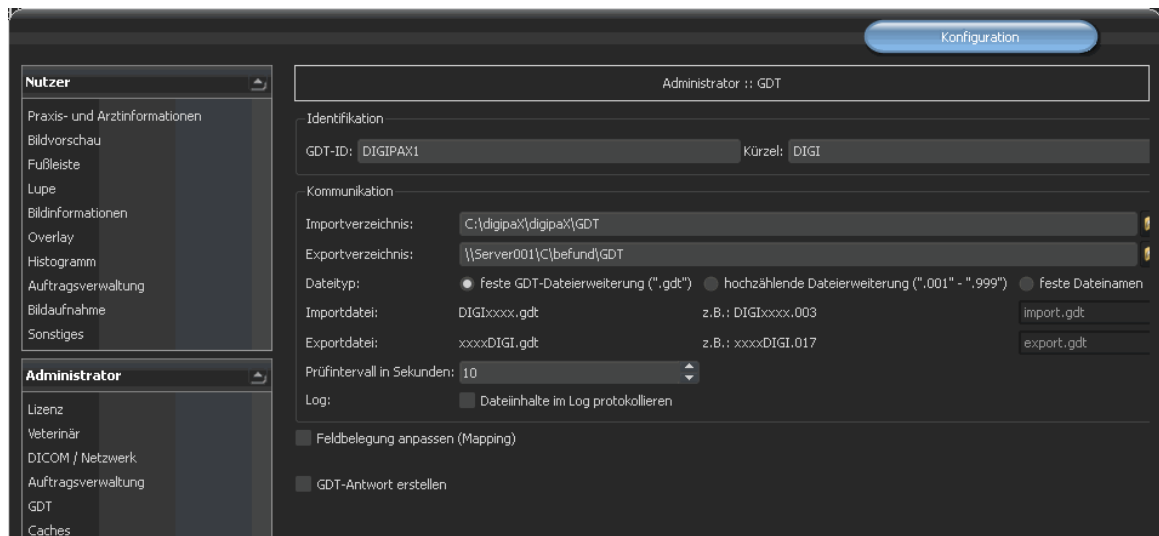 Konfiguration
Nutzer
Praxis- und Arztinformationen
Bildvorschau
Fußleiste
Lupe
Bildinformationen
Overlay
Histogramm
Auftragsverwaltung
Bildaufnahme
Sonstiges
Administrator
Lizenz
Veterinär
DICOM / Netzwerk
Auftragsverwaltung
GDT
Caches
Administrator :: GDT
Identifikation
GDT-ID: DIGIPAX1 Kürzel: DIGI
Kommunikation
Importverzeichnis: C:\digipaX\digipaX\GDT
Exportverzeichnis: \\Server001\C\befund\GDT
Dateityp: feste GDT-Dateierweiterung (".gdt") hochzählende Dateierweiterung (".001" - ".999") feste Dateinamen
Importdatei: DIGIxxxx.gdt z.B.: DIGIxxxx.003 import.gdt
Exportdatei: xxxxDIGI.gdt z.B.: xxxxDIGI.017 export.gdt
Prüfintervall in Sekunden: 10
Log: Dateiinhalte im Log protokollieren
Feldbelegung anpassen (Mapping)
GDT-Antwort erstellen